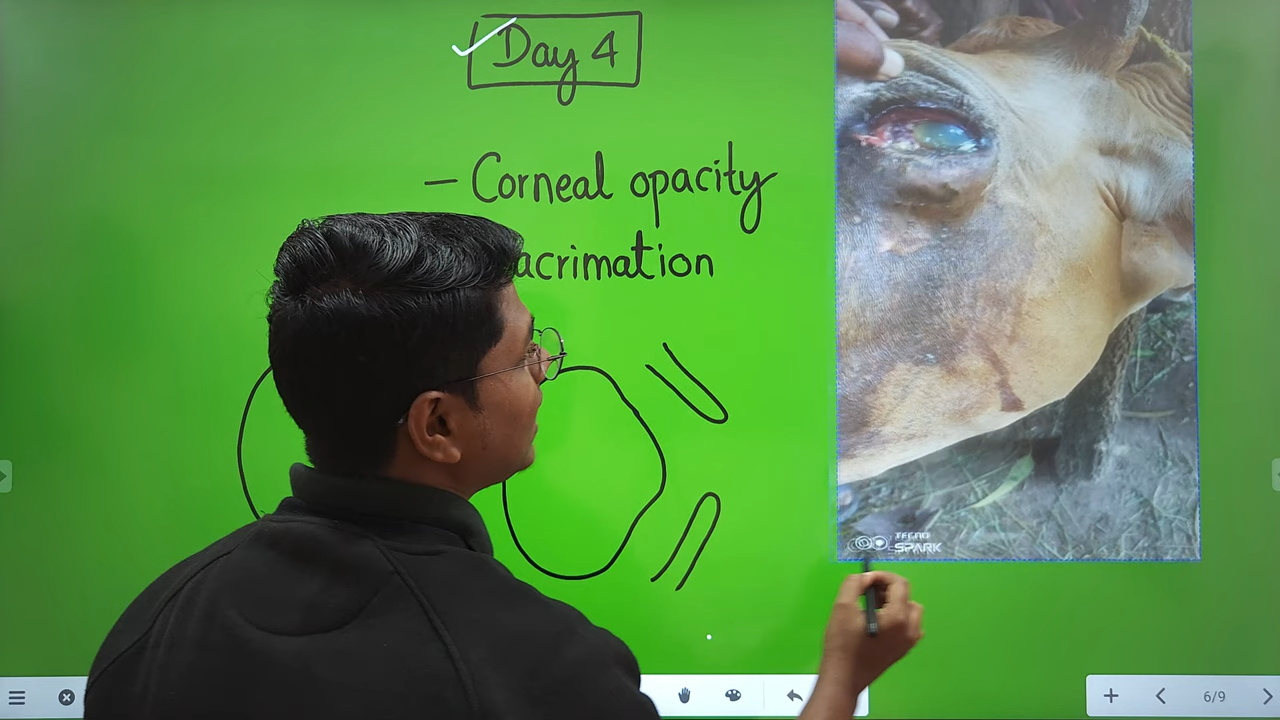 Day 4
– Corneal opacity
acrimation
TECNO
SPARK
6/9